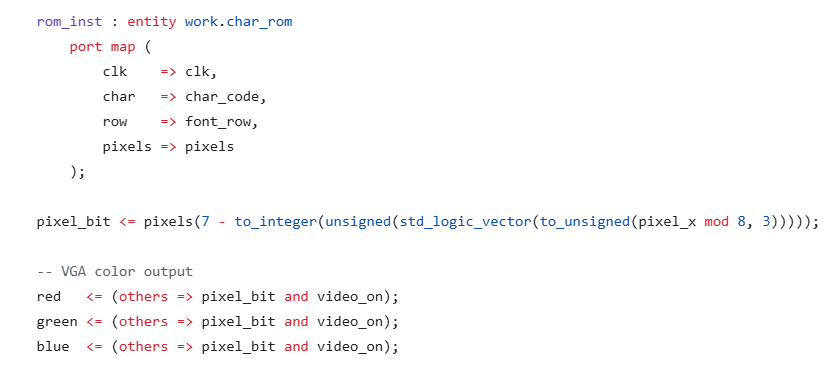 rom_inst : entity work.char_rom
    port map (
        clk    => clk,
        char   => char_code,
        row    => font_row,
        pixels => pixels
    );

pixel_bit <= pixels(7 - to_integer(unsigned(std_logic_vector(to_unsigned(pixel_x mod 8, 3)))));

-- VGA color output
red   <= (others => pixel_bit and video_on);
green <= (others => pixel_bit and video_on);
blue  <= (others => pixel_bit and video_on);